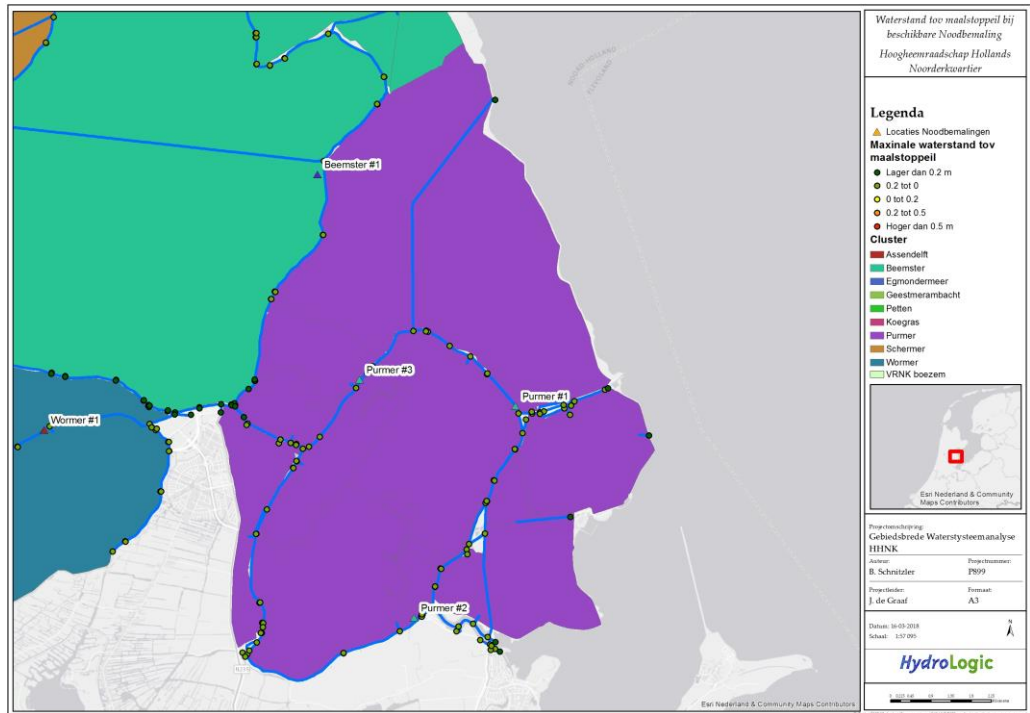 Waterstand tov maalstoppeil bij
beschikbare Noodbemaling
Hoogheemraadschap Hollands
Noorderkwartier
Legenda
Locaties Noodbemalingen
Maxinale waterstand tov
maalstoppeil
Lager dan 0.2 m
0.2 tot 0
0 tot 0.2
0.2 tot 0.5
Hoger dan 0.5 m
Cluster
Assendelft
Beemster
Egmondermeer
Geestmerambacht
Petten
Koegras
Purmer
Schermer
Wormer
VRNK boezem
Esri Nederland & Community
Maps Contributors
Projectomschrijving:
Gebiedsbrede Watersysteemanalyse
HHNK
Auteur: Projectnummer:
B. Schnitzler P899
Projectleider: Formaat:
J. de Graaf A3
Datum: 16-03-2018
Schaal: 1:57 095
N
HydroLogic
NOORD-HOLLAND
FLEVOLAND
Beemster #1
Purmer #3
Purmer #1
Wormer #1
Purmer #2
Esri Nederland & Community Maps Contributors